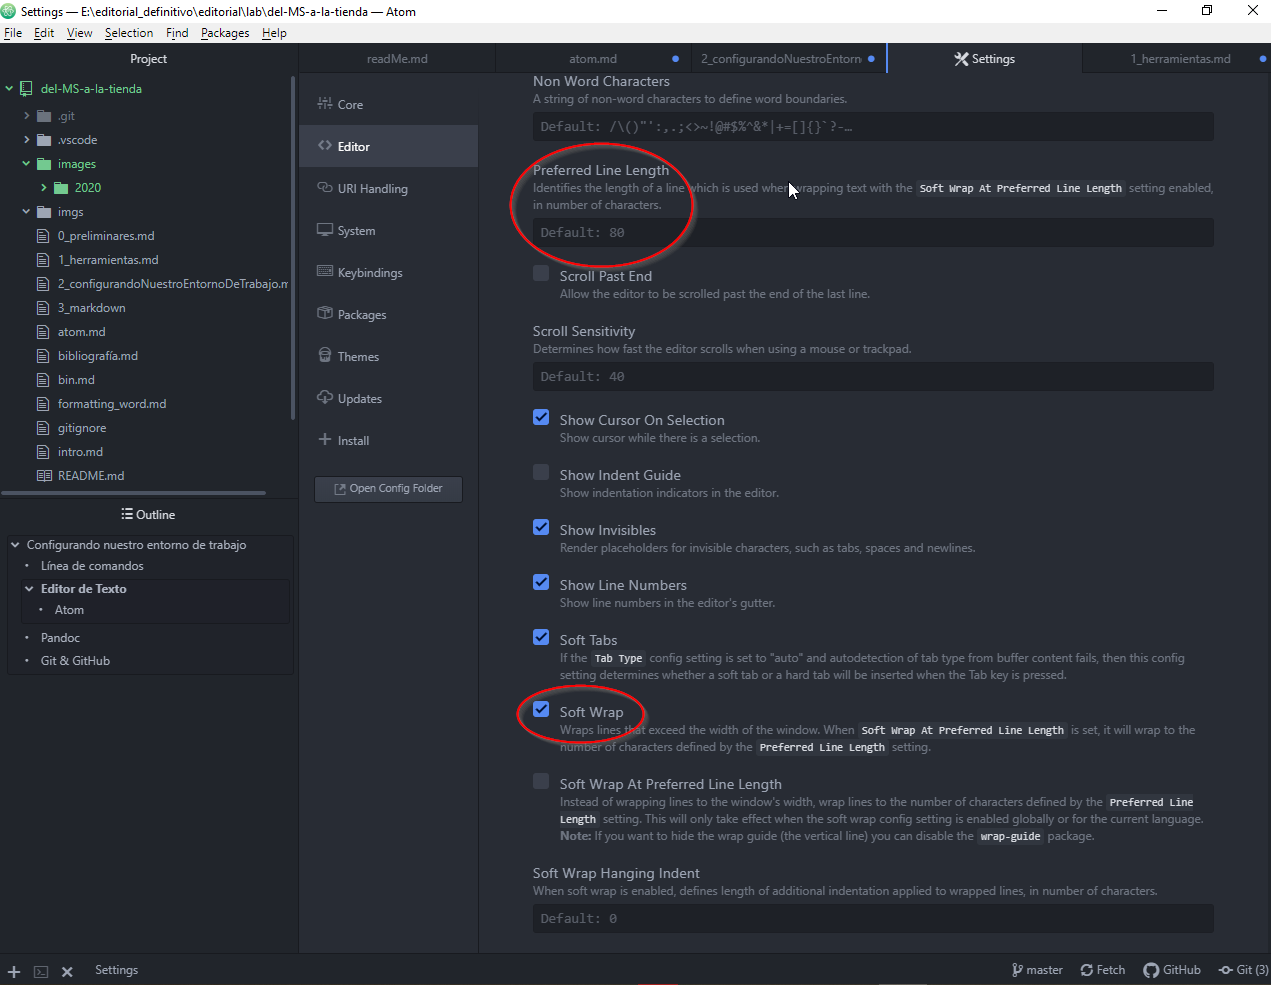 Settings — E:\editorial_definitivo\editorial\lab\del-MS-a-la-tienda — Atom
File Edit View Selection Find Packages Help
Project
readMe.md
atom.md
2_configurandoNuestroEntorn
Settings
1_herramientas.md
del-MS-a-la-tienda
.git
.vscode
images
2020
imgs
0_preliminares.md
1_herramientas.md
2_configurandoNuestroEntornoDeTrabajo.m
3_markdown
atom.md
bibliografía.md
bin.md
formatting_word.md
gitignore
intro.md
README.md
Outline
Configurando nuestro entorno de trabajo
Línea de comandos
Editor de Texto
Atom
Pandoc
Git & GitHub
Core
Editor
URI Handling
System
Keybindings
Packages
Themes
Updates
Install
Open Config Folder
Non Word Characters
A string of non-word characters to define word boundaries.
Default: /\()"':,.;<>~!@#$%^&*|+=[]{}`?-…
Preferred Line Length
Identifies the length of a line which is used when wrapping text with the Soft Wrap At Preferred Line Length setting enabled,
in number of characters.
Default: 80
Scroll Past End
Allow the editor to be scrolled past the end of the last line.
Scroll Sensitivity
Determines how fast the editor scrolls when using a mouse or trackpad.
Default: 40
Show Cursor On Selection
Show cursor while there is a selection.
Show Indent Guide
Show indentation indicators in the editor.
Show Invisibles
Render placeholders for invisible characters, such as tabs, spaces and newlines.
Show Line Numbers
Show line numbers in the editor's gutter.
Soft Tabs
If the Tab Type config setting is set to "auto" and autodetection of tab type from buffer content fails, then this config
setting determines whether a soft tab or a hard tab will be inserted when the Tab key is pressed.
Soft Wrap
Wraps lines that exceed the width of the window. When Soft Wrap At Preferred Line Length is set, it will wrap to the
number of characters defined by the Preferred Line Length setting.
Soft Wrap At Preferred Line Length
Instead of wrapping lines to the window's width, wrap lines to the number of characters defined by the Preferred Line
Length setting. This will only take effect when the soft wrap config setting is enabled globally or for the current language.
Note: If you want to hide the wrap guide (the vertical line) you can disable the wrap-guide package.
Soft Wrap Hanging Indent
When soft wrap is enabled, defines length of additional indentation applied to wrapped lines, in number of characters.
Default: 0
Settings
master
Fetch
GitHub
Git (3)